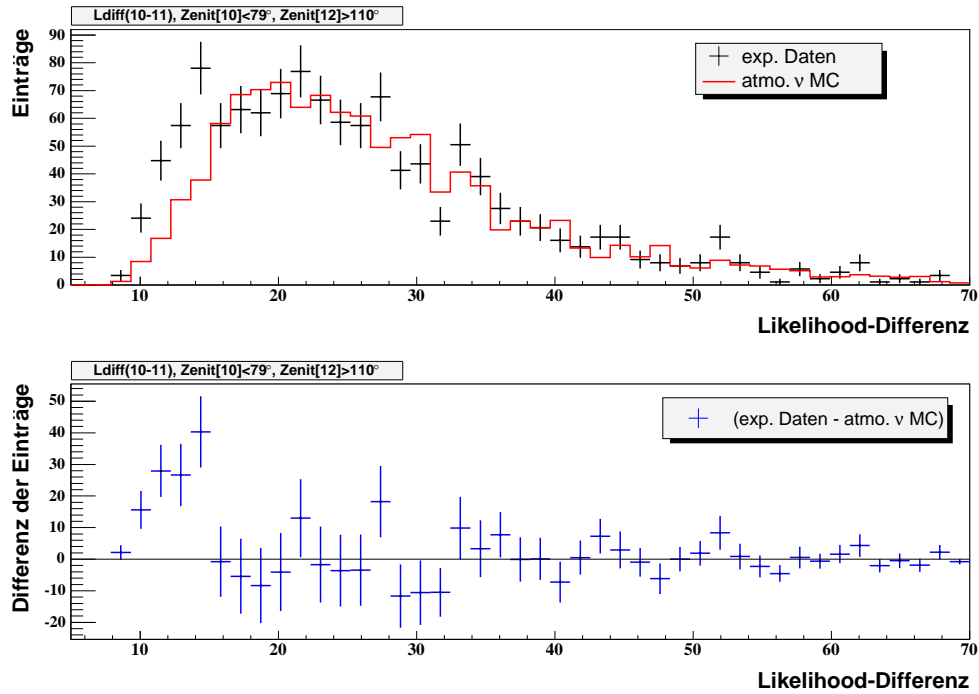 Ldiff(10-11), Zenit[10]<79°, Zenit[12]>110°
Einträge
90
80
70
60
50
40
30
20
10
0
exp. Daten
atmo. ν MC
10 20 30 40 50 60 70
Likelihood-Differenz
Ldiff(10-11), Zenit[10]<79°, Zenit[12]>110°
Differenz der Einträge
50
40
30
20
10
0
-10
-20
(exp. Daten - atmo. ν MC)
10 20 30 40 50 60 70
Likelihood-Differenz